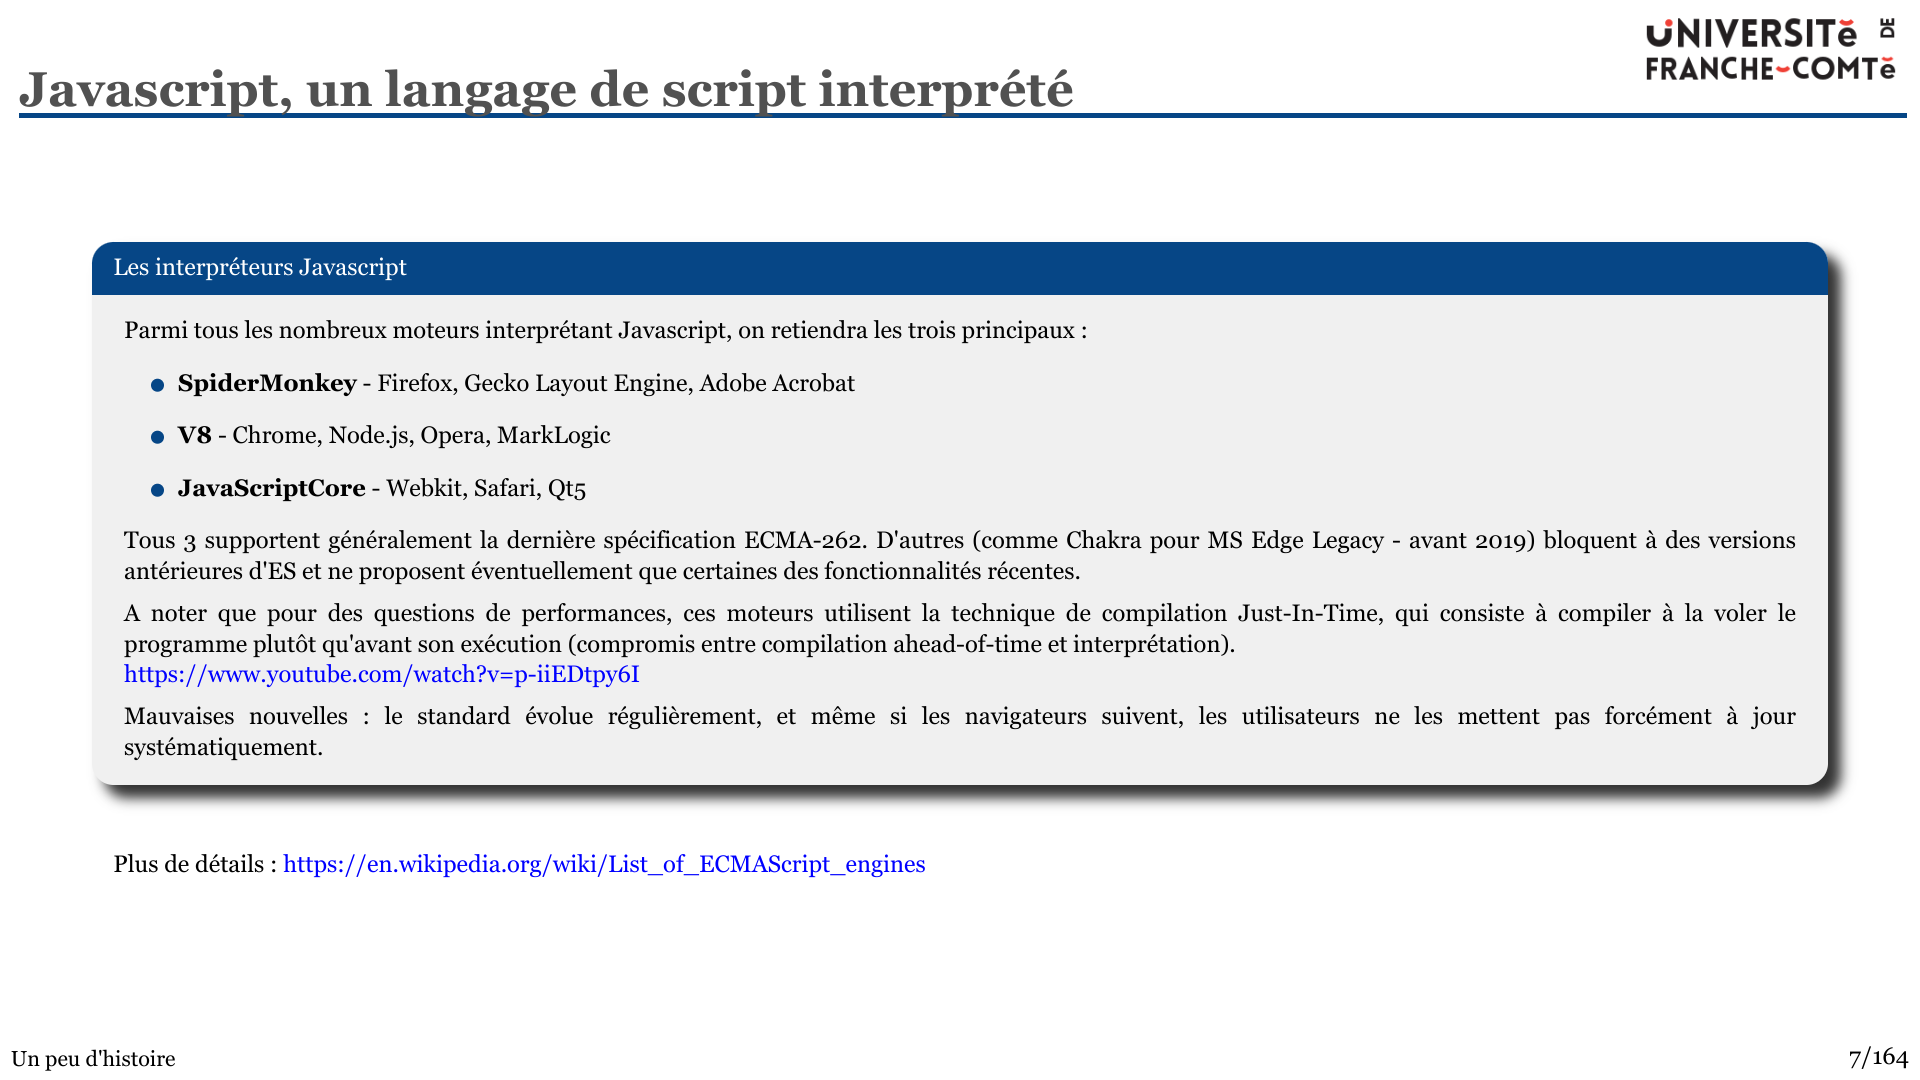 UNIVERSITĕ DE
FRANCHE-COMTĕ
Javascript, un langage de script interprété
Les interpréteurs Javascript
Parmi tous les nombreux moteurs interprétant Javascript, on retiendra les trois principaux :
SpiderMonkey - Firefox, Gecko Layout Engine, Adobe Acrobat
V8 - Chrome, Node.js, Opera, MarkLogic
JavaScriptCore - Webkit, Safari, Qt5
Tous 3 supportent généralement la dernière spécification ECMA-262. D'autres (comme Chakra pour MS Edge Legacy - avant 2019) bloquent à des versions
antérieures d'ES et ne proposent éventuellement que certaines des fonctionnalités récentes.
A noter que pour des questions de performances, ces moteurs utilisent la technique de compilation Just-In-Time, qui consiste à compiler à la voler le
programme plutôt qu'avant son exécution (compromis entre compilation ahead-of-time et interprétation).
https://www.youtube.com/watch?v=p-iiEDtpy6I
Mauvaises nouvelles : le standard évolue régulièrement, et même si les navigateurs suivent, les utilisateurs ne les mettent pas forcément à jour
systématiquement.
Plus de détails : https://en.wikipedia.org/wiki/List_of_ECMAScript_engines
Un peu d'histoire
7/164